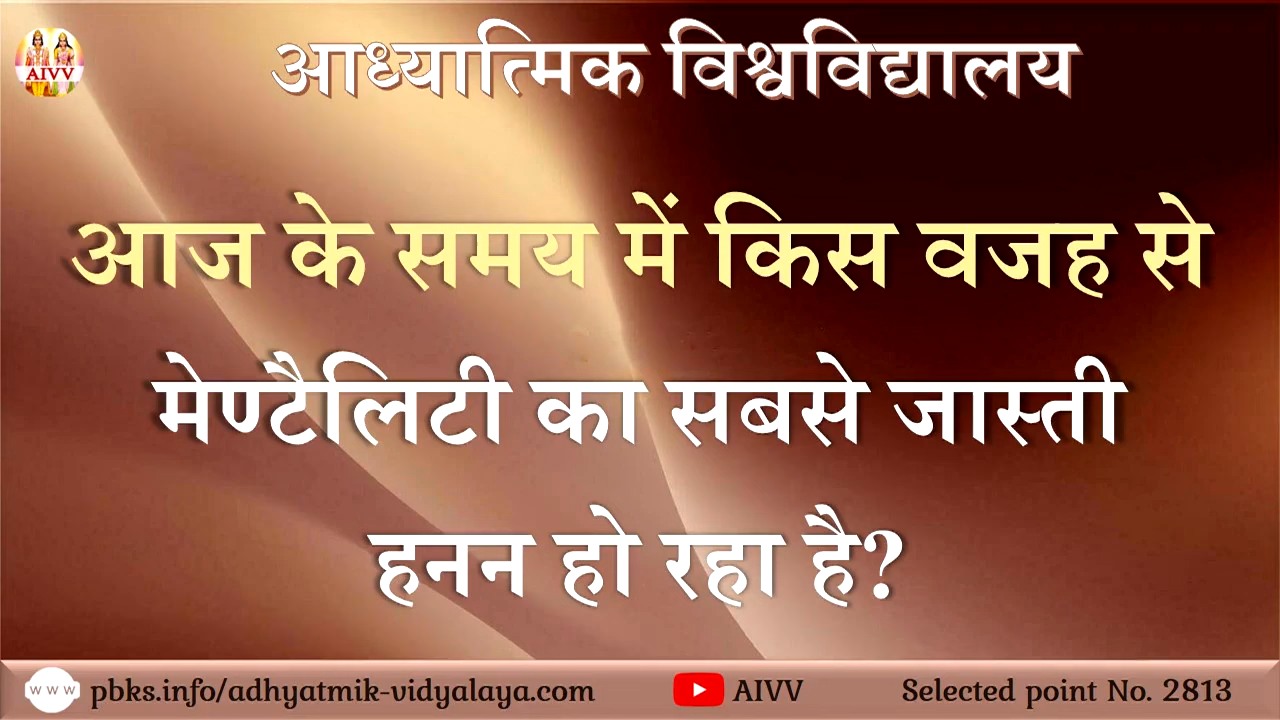 AIVV
आध्यात्मिक विश्वविद्यालय
आज के समय में किस वजह से
मेण्टैलिटी का सबसे जास्ती
हनन हो रहा है?
www pbks.info/adhyatmik-vidyalaya.com AIVV Selected point No. 2813